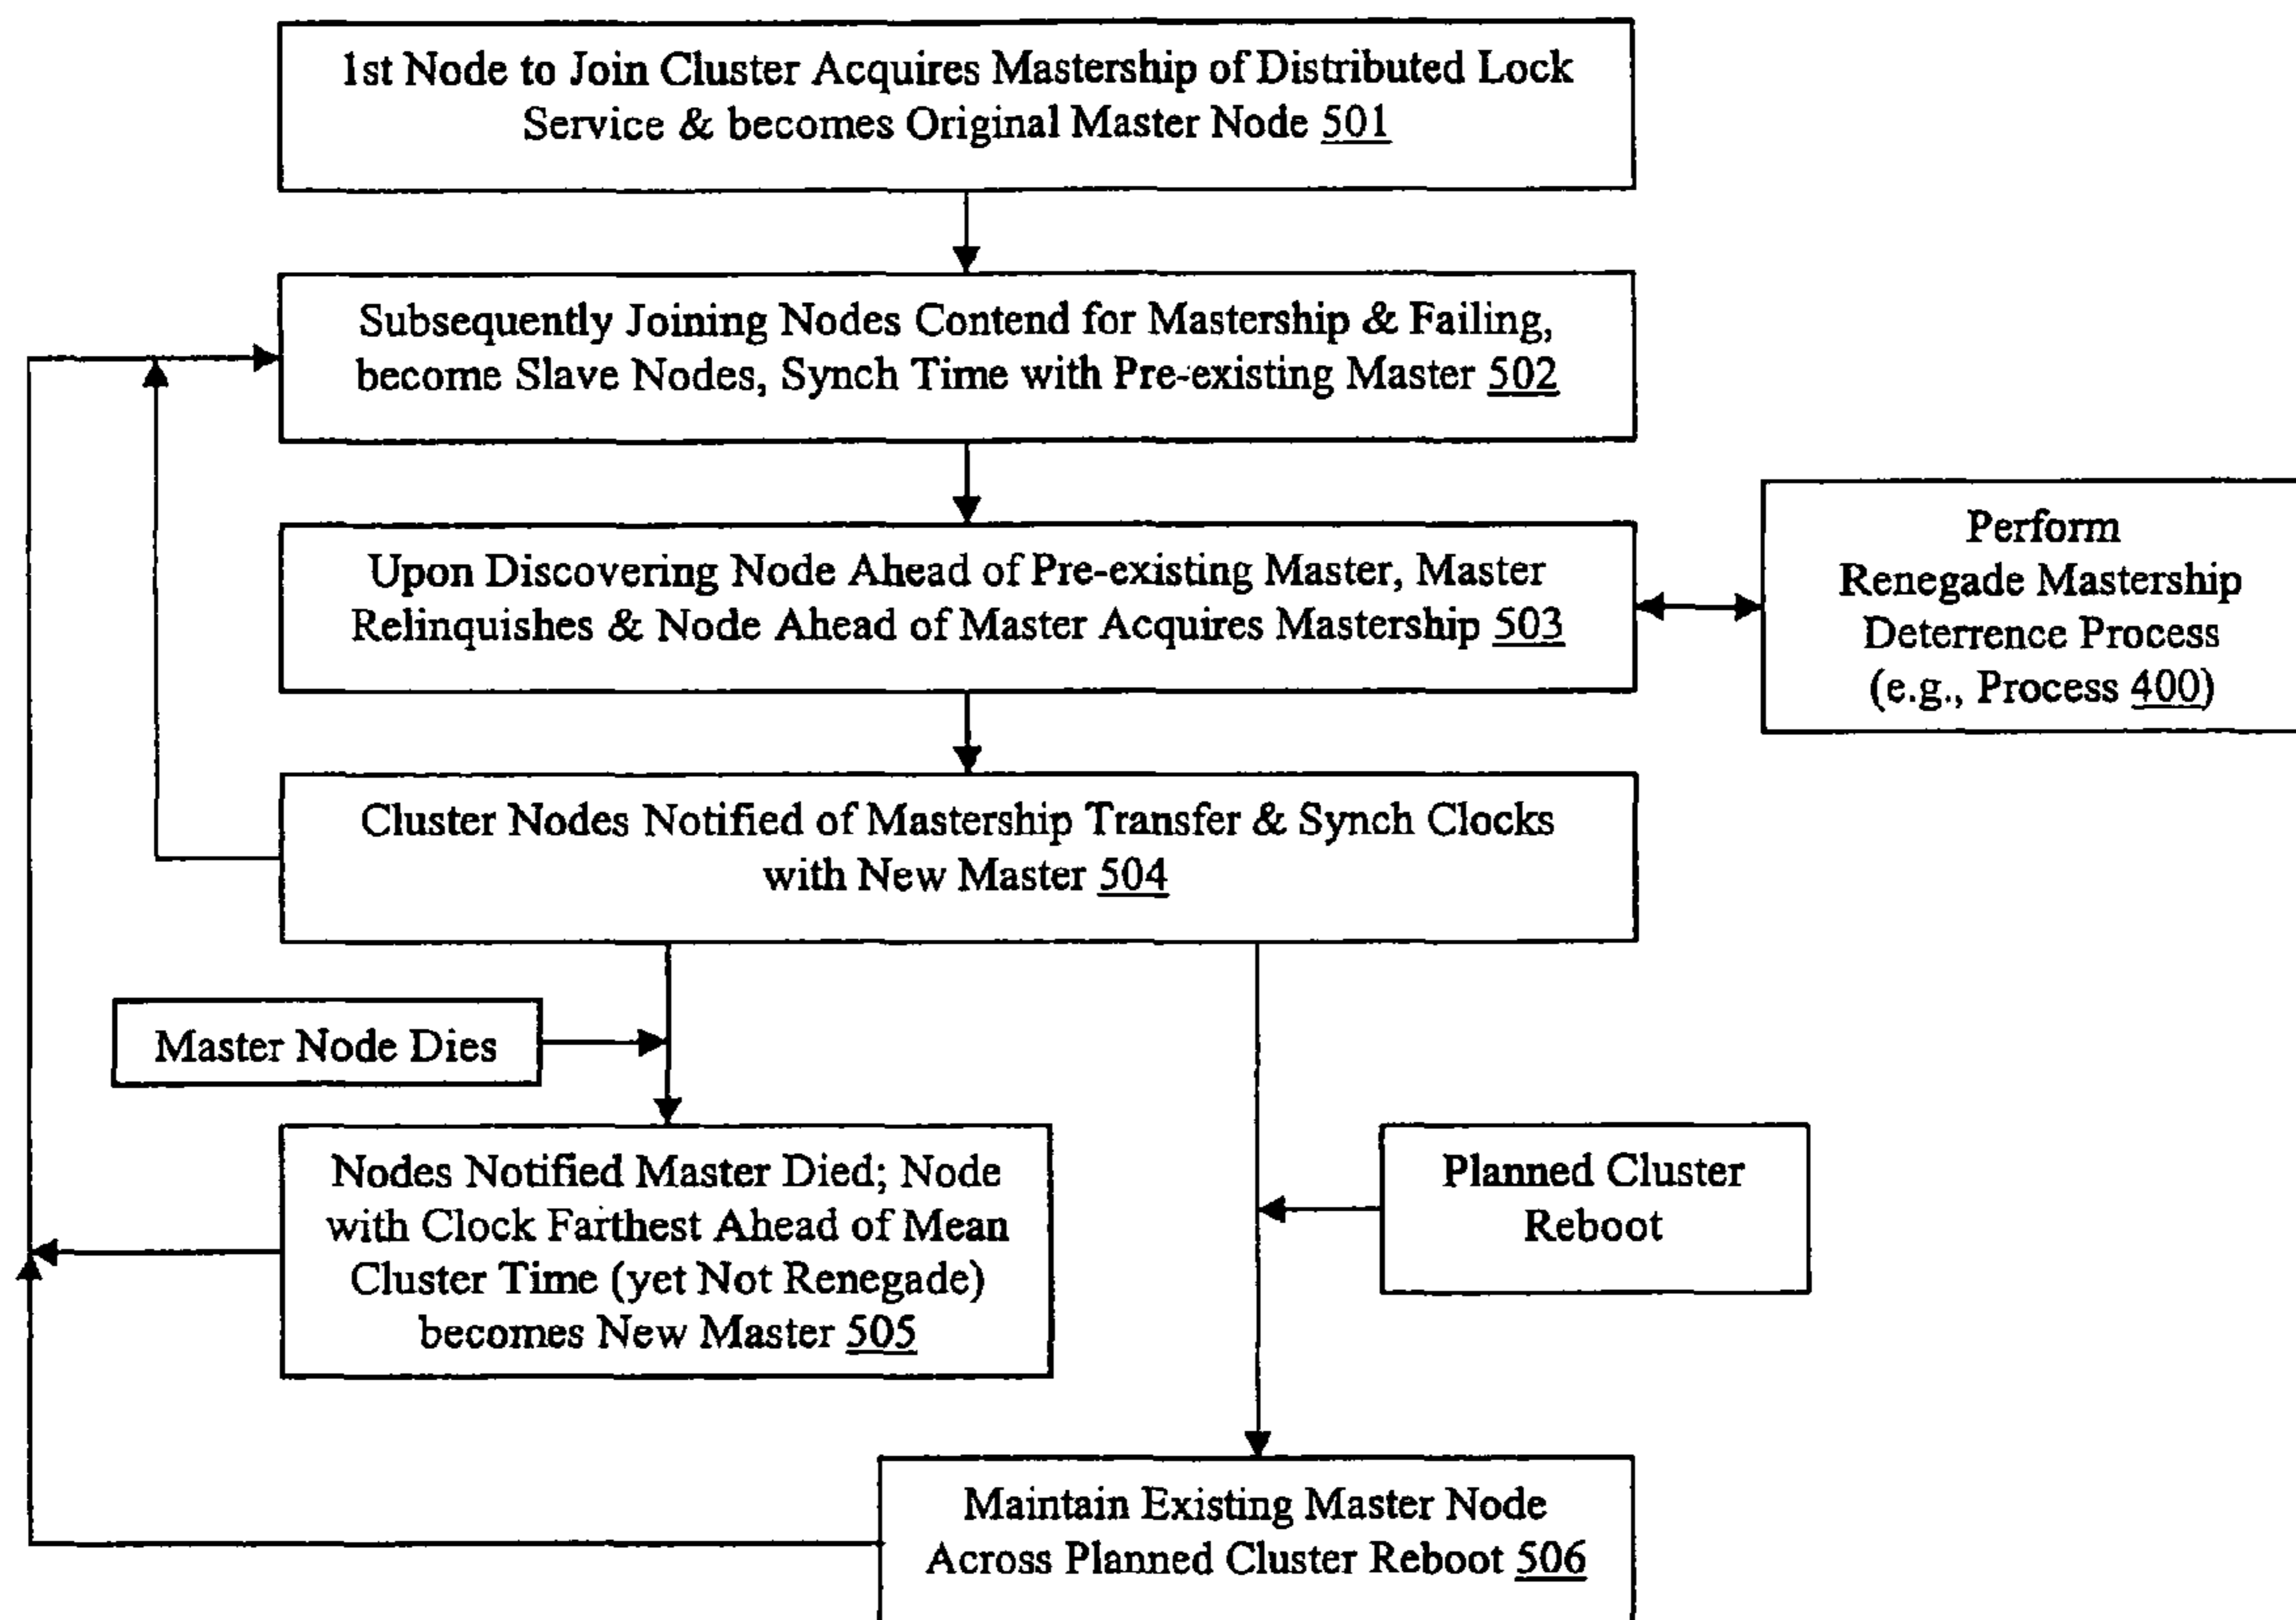 1st Node to Join Cluster Acquires Mastership of Distributed Lock
Service & becomes Original Master Node 501
Subsequently Joining Nodes Contend for Mastership & Failing,
become Slave Nodes, Synch Time with Pre-existing Master 502
Upon Discovering Node Ahead of Pre-existing Master, Master
Relinquishes & Node Ahead of Master Acquires Mastership 503
Perform
Renegade Mastership
Deterrence Process
(e.g., Process 400)
Cluster Nodes Notified of Mastership Transfer & Synch Clocks
with New Master 504
Master Node Dies
Nodes Notified Master Died; Node
with Clock Farthest Ahead of Mean
Cluster Time (yet Not Renegade)
becomes New Master 505
Planned Cluster
Reboot
Maintain Existing Master Node
Across Planned Cluster Reboot 506